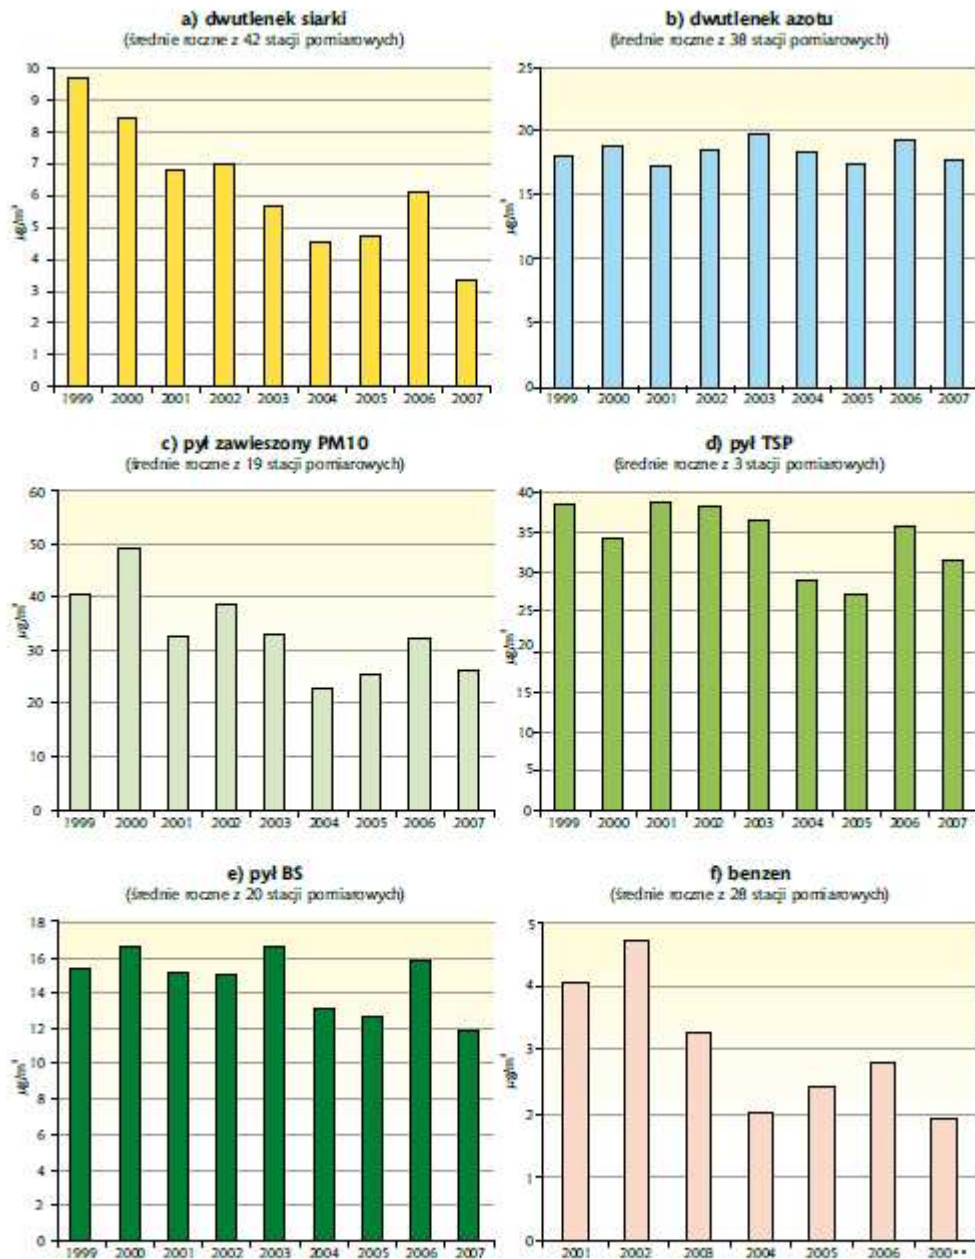 a) dwutlenek siarki
(średnie roczne z 42 stacji pomiarowych)
10
9
8
7
6
5
4
3
2
1
0
µg/m³
1999 2000 2001 2002 2003 2004 2005 2006 2007
b) dwutlenek azotu
(średnie roczne z 38 stacji pomiarowych)
25
20
15
10
5
0
µg/m³
1999 2000 2001 2002 2003 2004 2005 2006 2007
c) pył zawieszony PM10
(średnie roczne z 19 stacji pomiarowych)
60
50
40
30
20
10
0
µg/m³
1999 2000 2001 2002 2003 2004 2005 2006 2007
d) pył TSP
(średnie roczne z 3 stacji pomiarowych)
40
35
30
25
20
15
10
5
0
µg/m³
1999 2000 2001 2002 2003 2004 2005 2006 2007
e) pył BS
(średnie roczne z 20 stacji pomiarowych)
18
16
14
12
10
8
6
4
2
0
µg/m³
1999 2000 2001 2002 2003 2004 2005 2006 2007
f) benzen
(średnie roczne z 28 stacji pomiarowych)
5
4
3
2
1
0
µg/m³
2001 2002 2003 2004 2005 2006